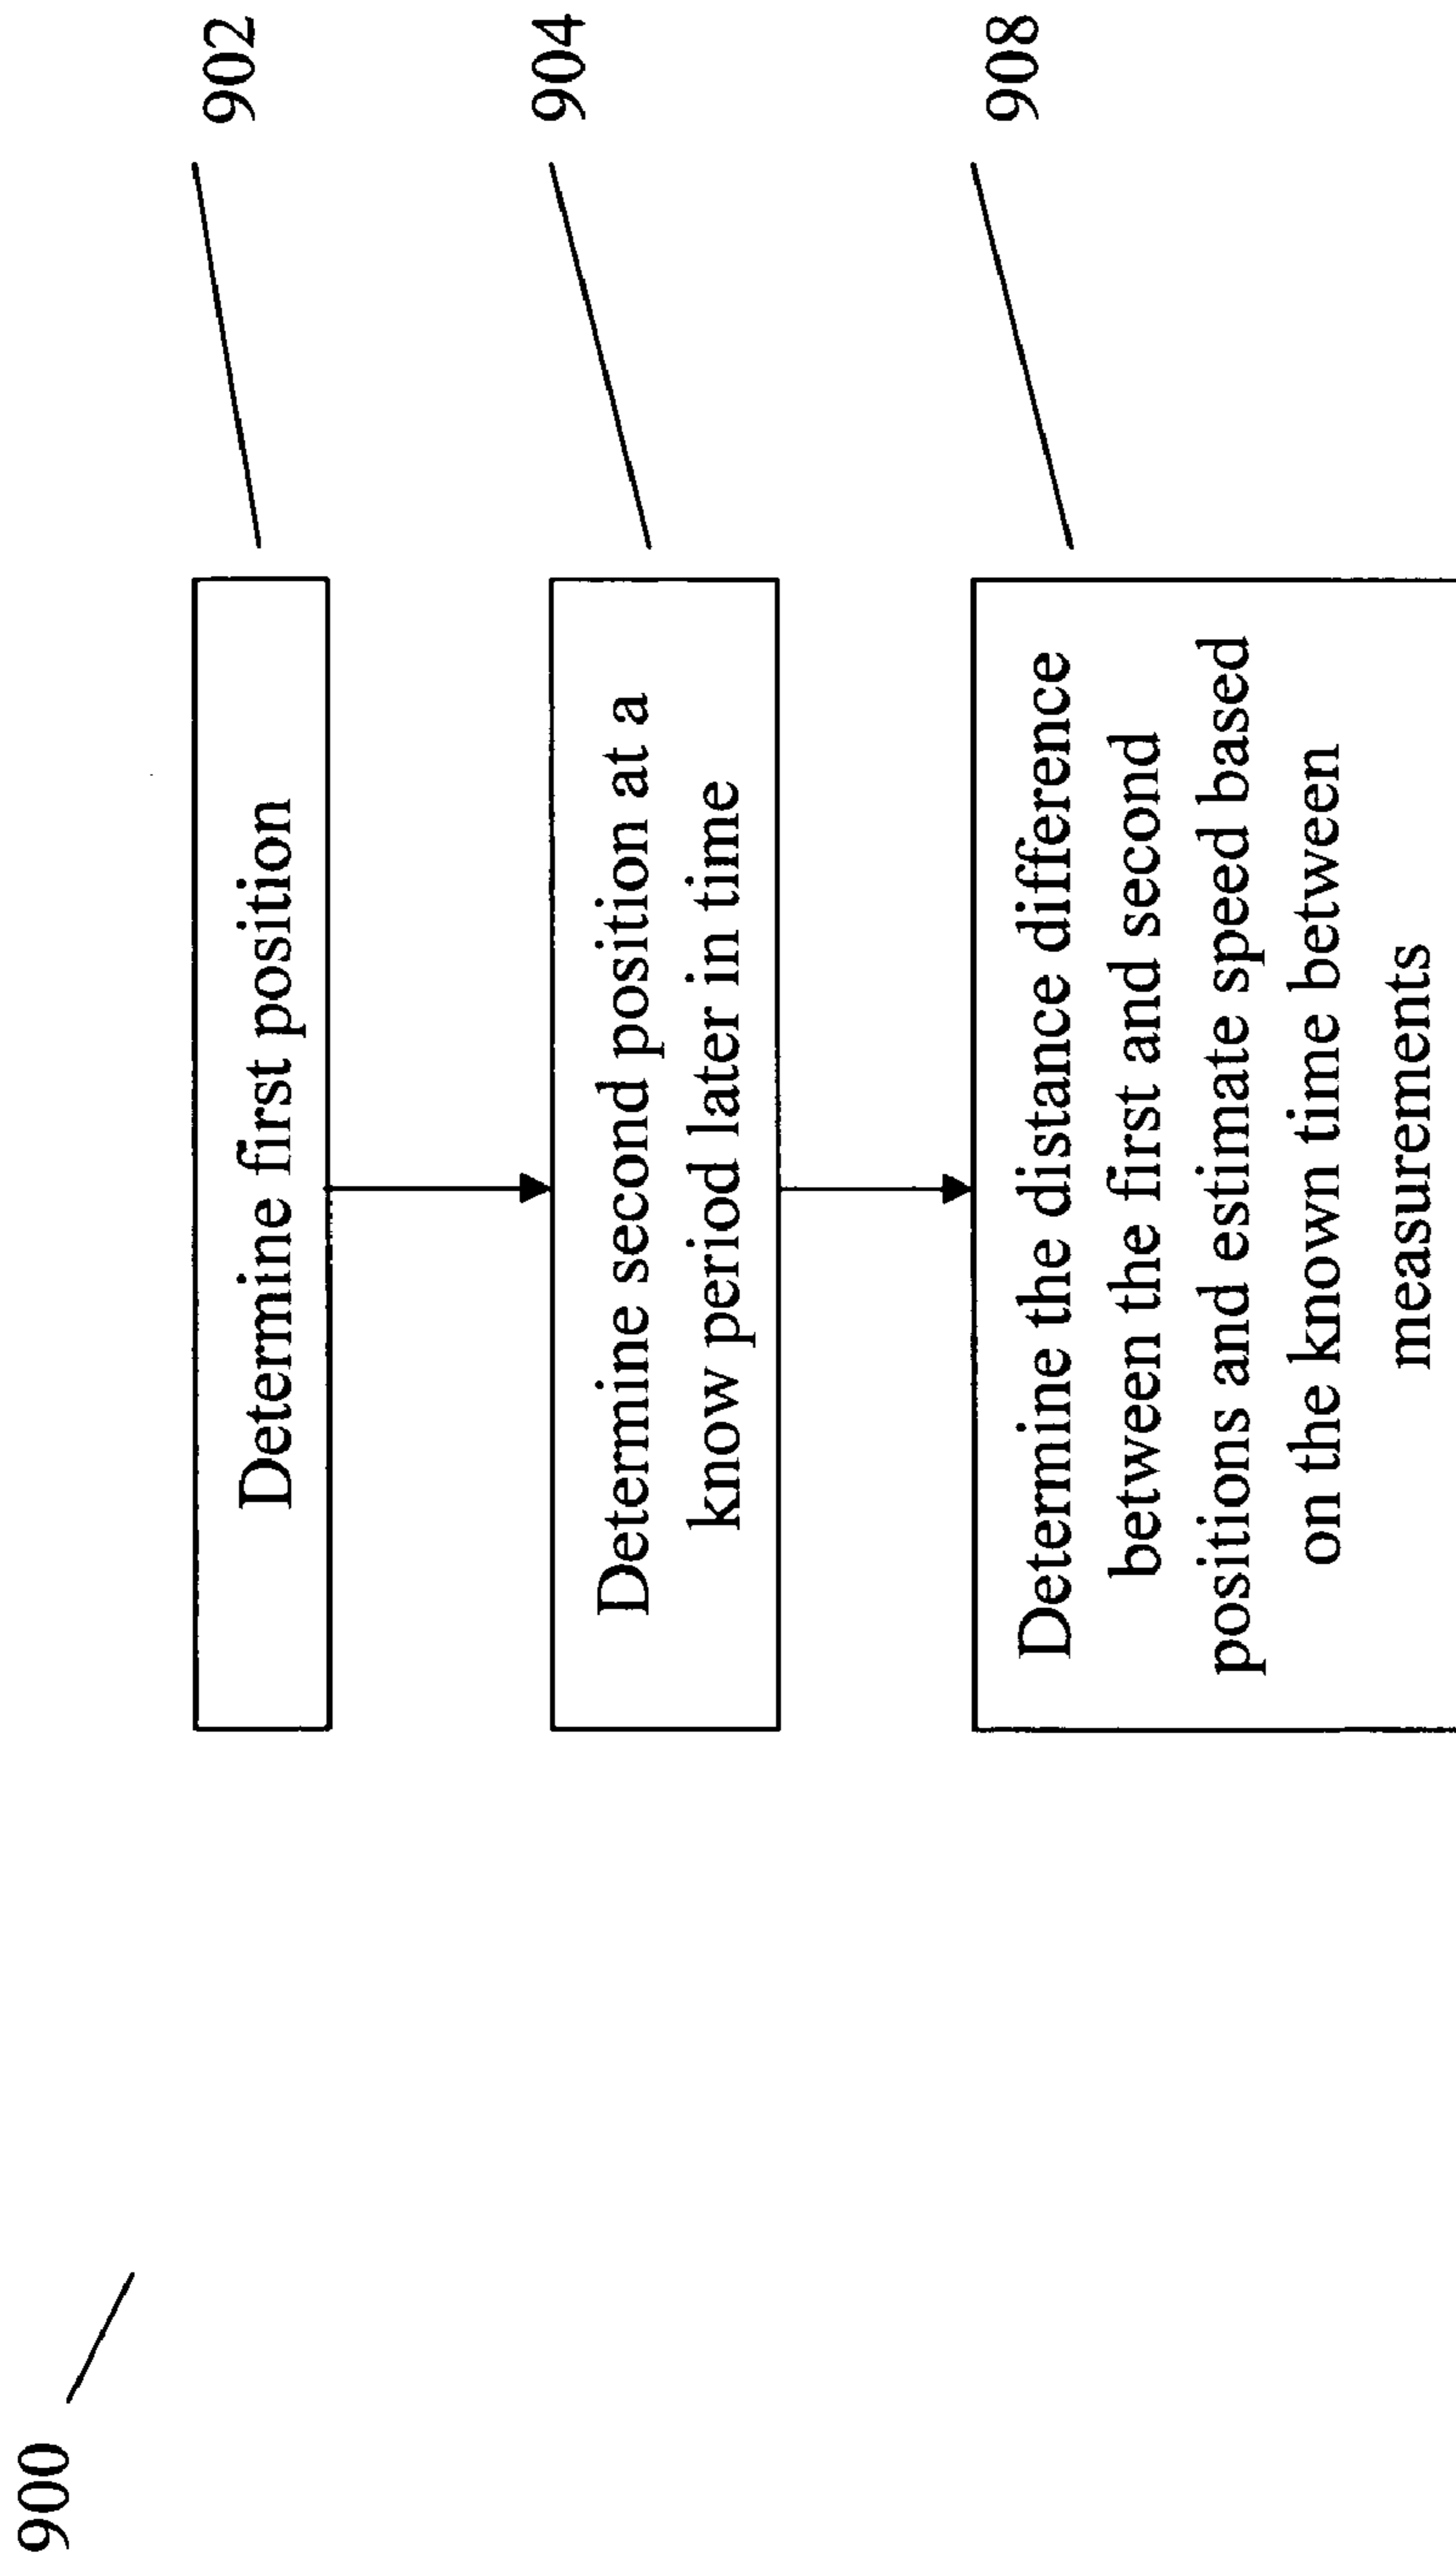 900
Determine first position
902
Determine second position at a
know period later in time
904
Determine the distance difference
between the first and second
positions and estimate speed based
on the known time between
measurements
908